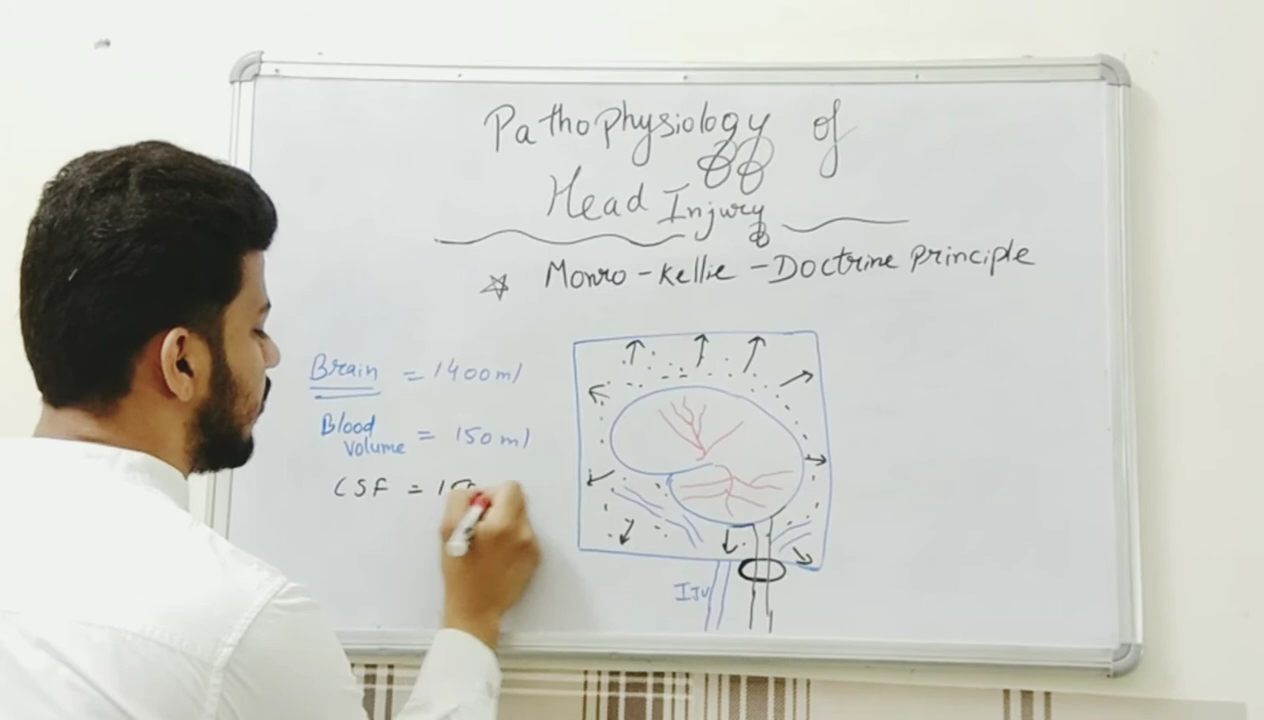 Pathophysiology of
Head Injury
Monro-Kellie-Doctrine Principle
Brain = 1400ml
Blood
volume = 150ml
CSF =
IJV